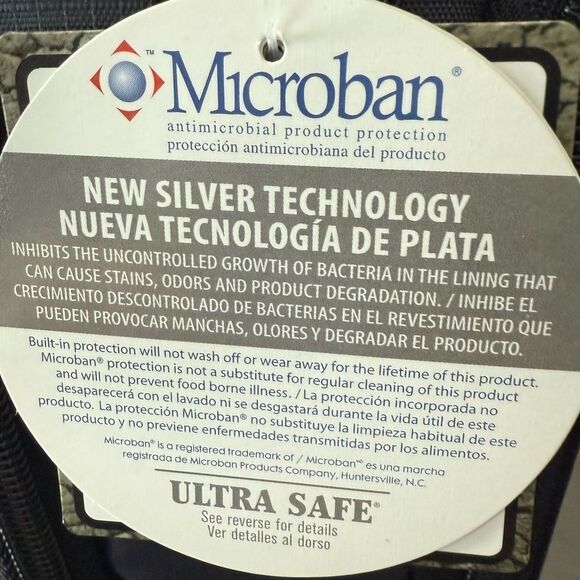 Microban®
antimicrobial product protection
protección antimicrobiana del producto
NEW SILVER TECHNOLOGY
NUEVA TECNOLOGÍA DE PLATA
INHIBITS THE UNCONTROLLED GROWTH OF BACTERIA IN THE LINING THAT
CAN CAUSE STAINS, ODORS AND PRODUCT DEGRADATION. / INHIBE EL
CRECIMIENTO DESCONTROLADO DE BACTERIAS EN EL REVESTIMIENTO QUE
PUEDEN PROVOCAR MANCHAS, OLORES Y DEGRADAR EL PRODUCTO.
Built-in protection will not wash off or wear away for the lifetime of this product.
Microban® protection is not a substitute for regular cleaning of this product
and will not prevent food borne illness. /La protección incorporada no
desaparecerá con el lavado ni se desgastará durante la vida útil de este
producto. La protección Microban® no substituye la limpieza habitual de este
producto y no previene enfermedades transmitidas por los alimentos.
Microban® is a registered trademark of / Microban® es una marca
registrada de Microban Products Company, Huntersville, N.C.
ULTRA SAFE®
See reverse for details
Ver detalles al dorso